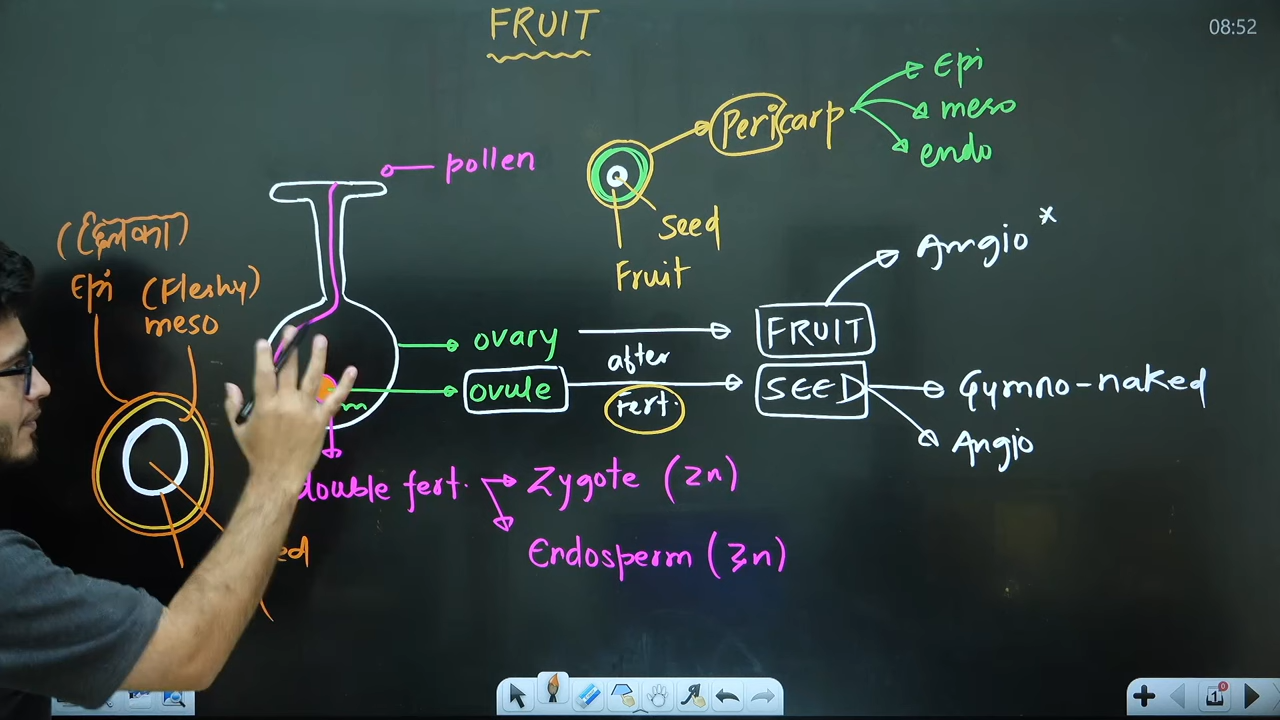 FRUIT
08:52
Epi
Pericarp
meso
endo
pollen
Seed
Fruit
(छिलका)
Epi
(Fleshy)
meso
Angio*
ovary
after
FRUIT
ovule
Fert.
SEED
Gymno-naked
Angio
double fert.
Zygote (2n)
Endosperm (3n)
1